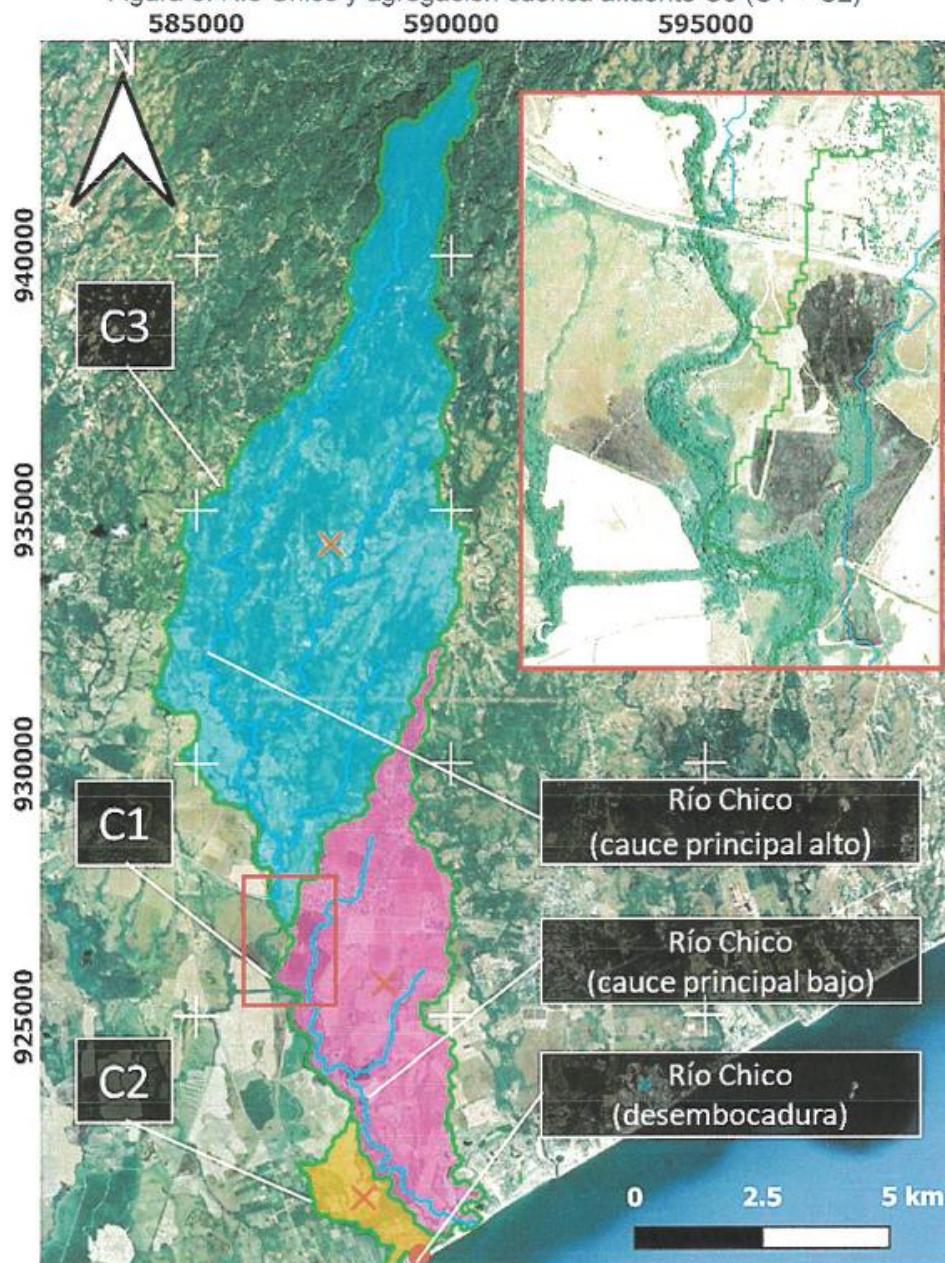 585000
590000
595000
N
940000
C3
935000
930000
Río Chico
(cauce principal alto)
C1
Río Chico
(cauce principal bajo)
925000
C2
Río Chico
(desembocadura)
0
2.5
5 km